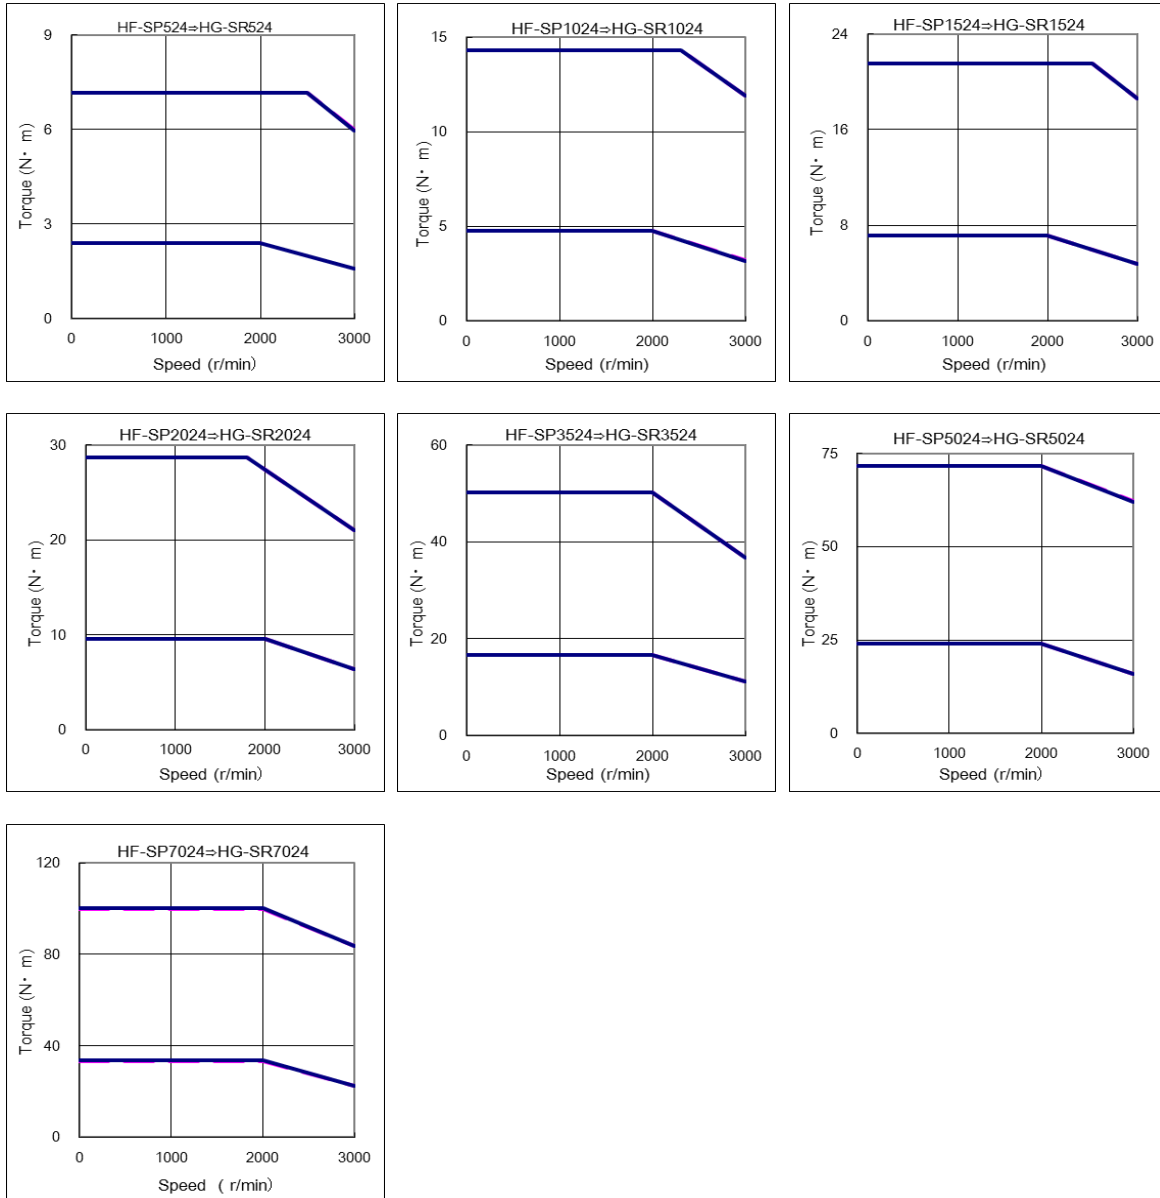 HF-SP524⇒HG-SR524
9
6
3
0
Torque (N・ m)
0 1000 2000 3000
Speed (r/min)
HF-SP1024⇒HG-SR1024
15
10
5
0
Torque (N・ m)
0 1000 2000 3000
Speed (r/min)
HF-SP1524⇒HG-SR1524
24
16
8
0
Torque (N・ m)
0 1000 2000 3000
Speed (r/min)
HF-SP2024⇒HG-SR2024
30
20
10
0
Torque (N・ m)
0 1000 2000 3000
Speed (r/min)
HF-SP3524⇒HG-SR3524
60
40
20
0
Torque (N・ m)
0 1000 2000 3000
Speed (r/min)
HF-SP5024⇒HG-SR5024
75
50
25
0
Torque (N・ m)
0 1000 2000 3000
Speed (r/min)
HF-SP7024⇒HG-SR7024
120
80
40
0
Torque (N・ m)
0 1000 2000 3000
Speed ( r/min)